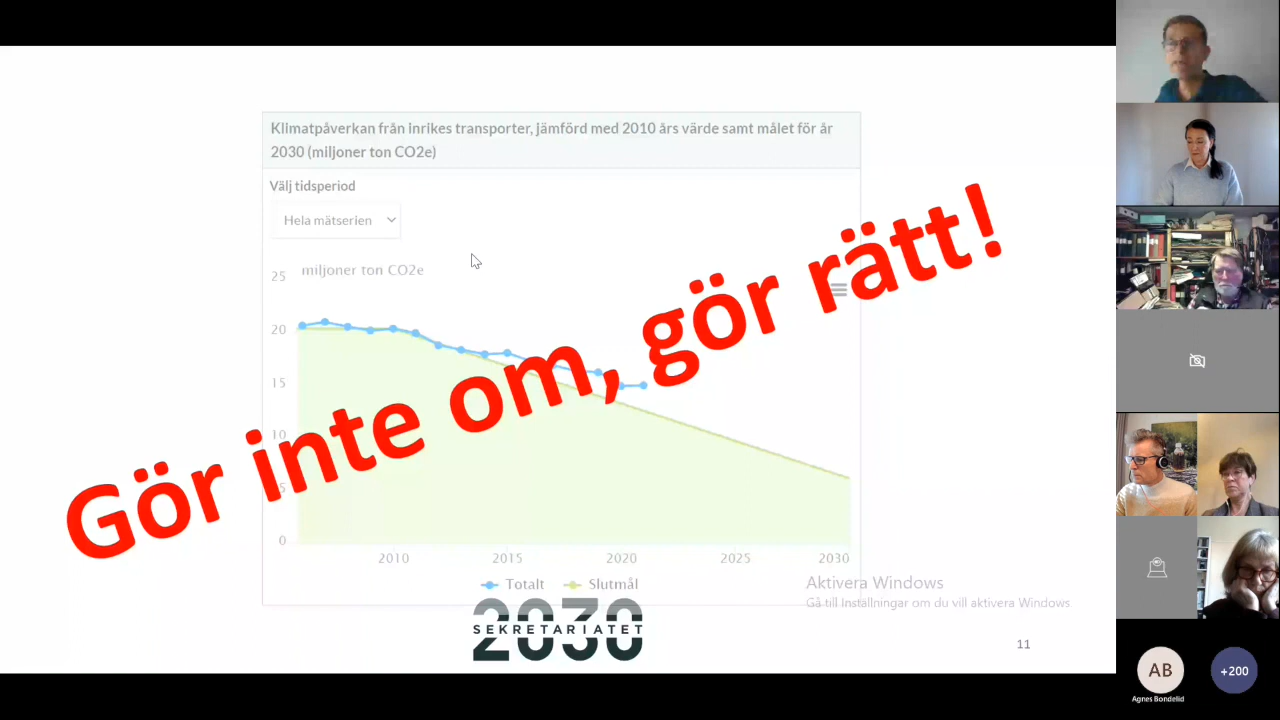 Klimatpåverkan från inrikes transporter, jämförd med 2010 års värde samt målet för år
2030 (miljoner ton CO2e)
Välj tidsperiod
Hela mätserien
miljoner ton CO2e
25
20
15
10
5
0
2010 2015 2020 2025 2030
Totalt Slutmål
Gör inte om, gör rätt!
2030
SEKRETARIATET
Aktivera Windows
Gå till Inställningar om du vill aktivera Windows
11
AB
Agnes Bondelid
+200